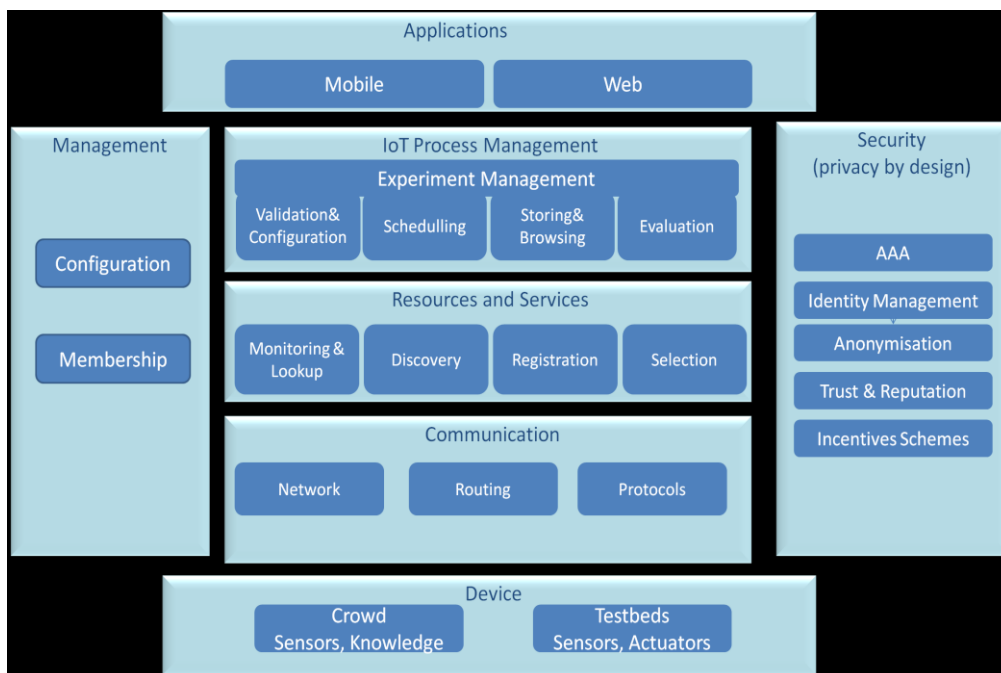 Applications
Mobile
Web
Management
Configuration
Membership
IoT Process Management
Experiment Management
Validation&
Configuration
Schedulling
Storing&
Browsing
Evaluation
Resources and Services
Monitoring &
Lookup
Discovery
Registration
Selection
Communication
Network
Routing
Protocols
Security
(privacy by design)
AAA
Identity Management
Anonymisation
Trust & Reputation
Incentives Schemes
Device
Crowd
Sensors, Knowledge
Testbeds
Sensors, Actuators